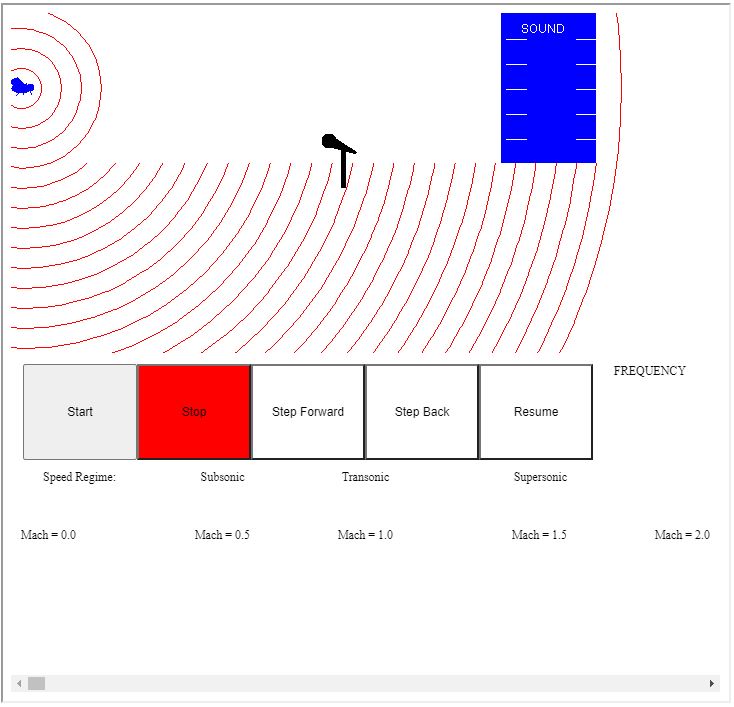 SOUND
FREQUENCY
Start Stop Step Forward Step Back Resume
Speed Regime: Subsonic Transonic Supersonic
Mach = 0.0 Mach = 0.5 Mach = 1.0 Mach = 1.5 Mach = 2.0